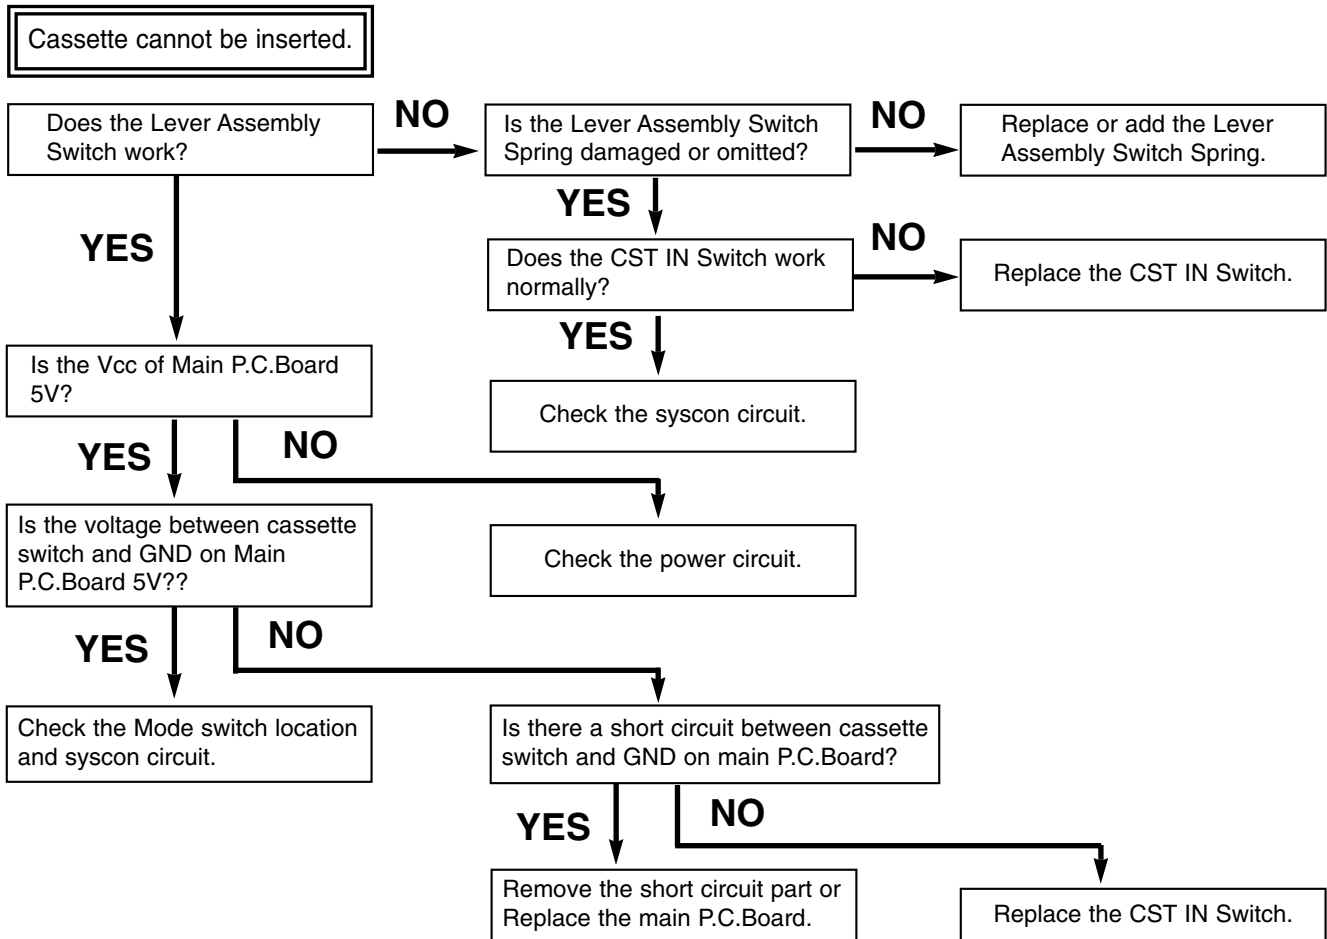 Cassette cannot be inserted.
Does the Lever Assembly
Switch work?
NO
Is the Lever Assembly Switch
Spring damaged or omitted?
NO
Replace or add the Lever
Assembly Switch Spring.
YES
YES
Does the CST IN Switch work
normally?
NO
Replace the CST IN Switch.
YES
Check the syscon circuit.
Is the Vcc of Main P.C.Board
5V?
YES
NO
Check the power circuit.
Is the voltage between cassette
switch and GND on Main
P.C.Board 5V??
YES
NO
Check the Mode switch location
and syscon circuit.
Is there a short circuit between cassette
switch and GND on main P.C.Board?
YES
NO
Remove the short circuit part or
Replace the main P.C.Board.
Replace the CST IN Switch.